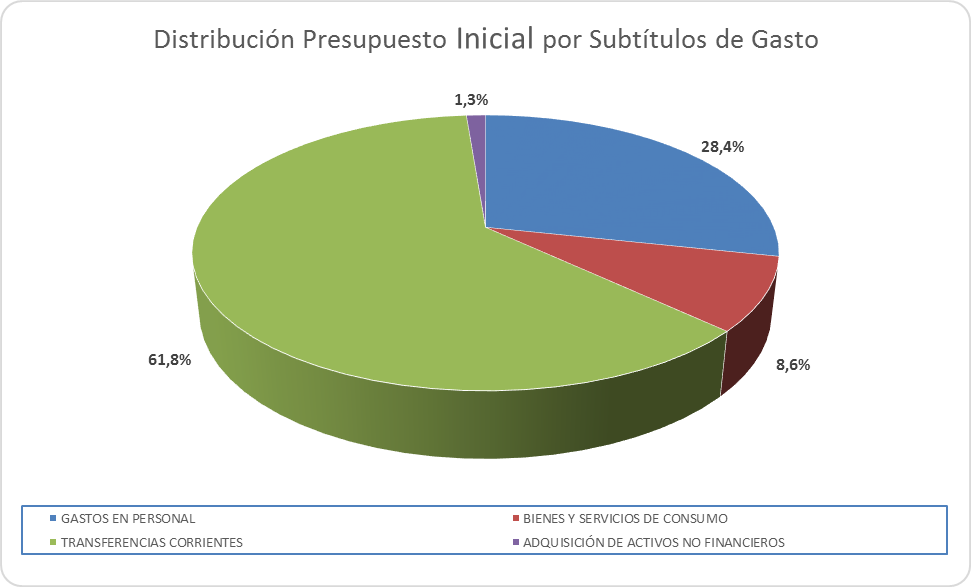 Distribución Presupuesto Inicial por Subtítulos de Gasto
1,3%
28,4%
61,8%
8,6%
GASTOS EN PERSONAL
BIENES Y SERVICIOS DE CONSUMO
TRANSFERENCIAS CORRIENTES
ADQUISICIÓN DE ACTIVOS NO FINANCIEROS